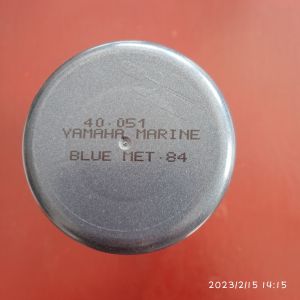 40.051
YAMAHA MARINE
BLUE MET.84
2023/2/15 14:15